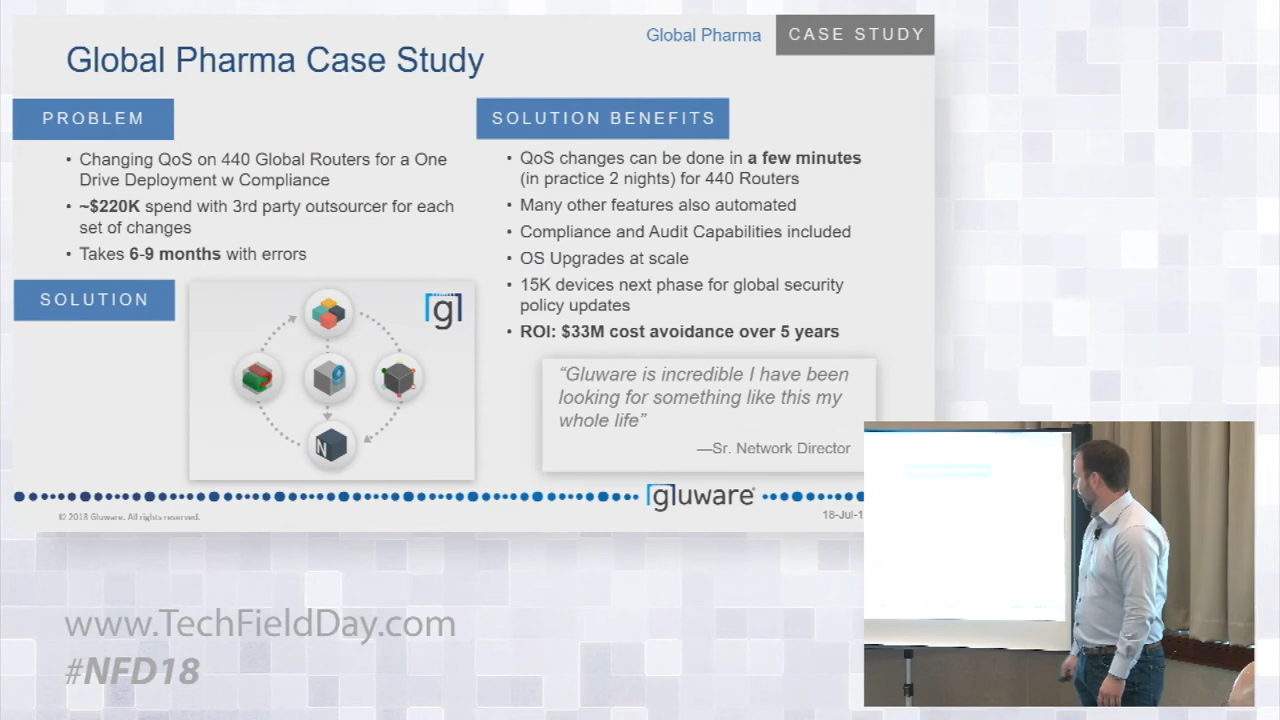 Global Pharma
CASE STUDY
Global Pharma Case Study
PROBLEM
• Changing QoS on 440 Global Routers for a One
Drive Deployment w Compliance
• ~$220K spend with 3rd party outsourcer for each
set of changes
• Takes 6-9 months with errors
SOLUTION
[g]
N
SOLUTION BENEFITS
• QoS changes can be done in a few minutes
(in practice 2 nights) for 440 Routers
• Many other features also automated
• Compliance and Audit Capabilities included
• OS Upgrades at scale
• 15K devices next phase for global security
policy updates
• ROI: $33M cost avoidance over 5 years
“Gluware is incredible I have been
looking for something like this my
whole life”
—Sr. Network Director
[g]luware®
© 2018 Gluware. All rights reserved.
18-Jul-1
www.TechFieldDay.com
#NFD18